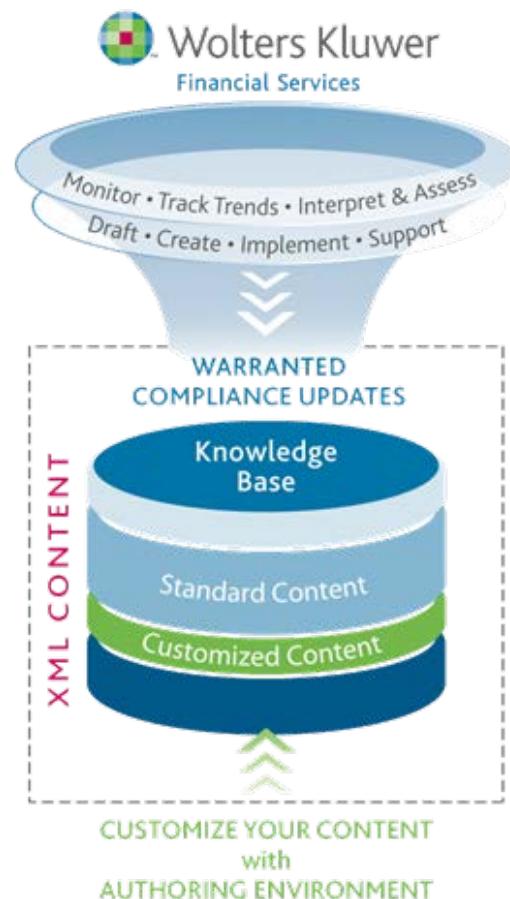 Wolters Kluwer
Financial Services
Monitor • Track Trends • Interpret & Assess
Draft • Create • Implement • Support
WARRANTED
COMPLIANCE UPDATES
Knowledge
Base
XML CONTENT
Standard Content
Customized Content
CUSTOMIZE YOUR CONTENT
with
AUTHORING ENVIRONMENT